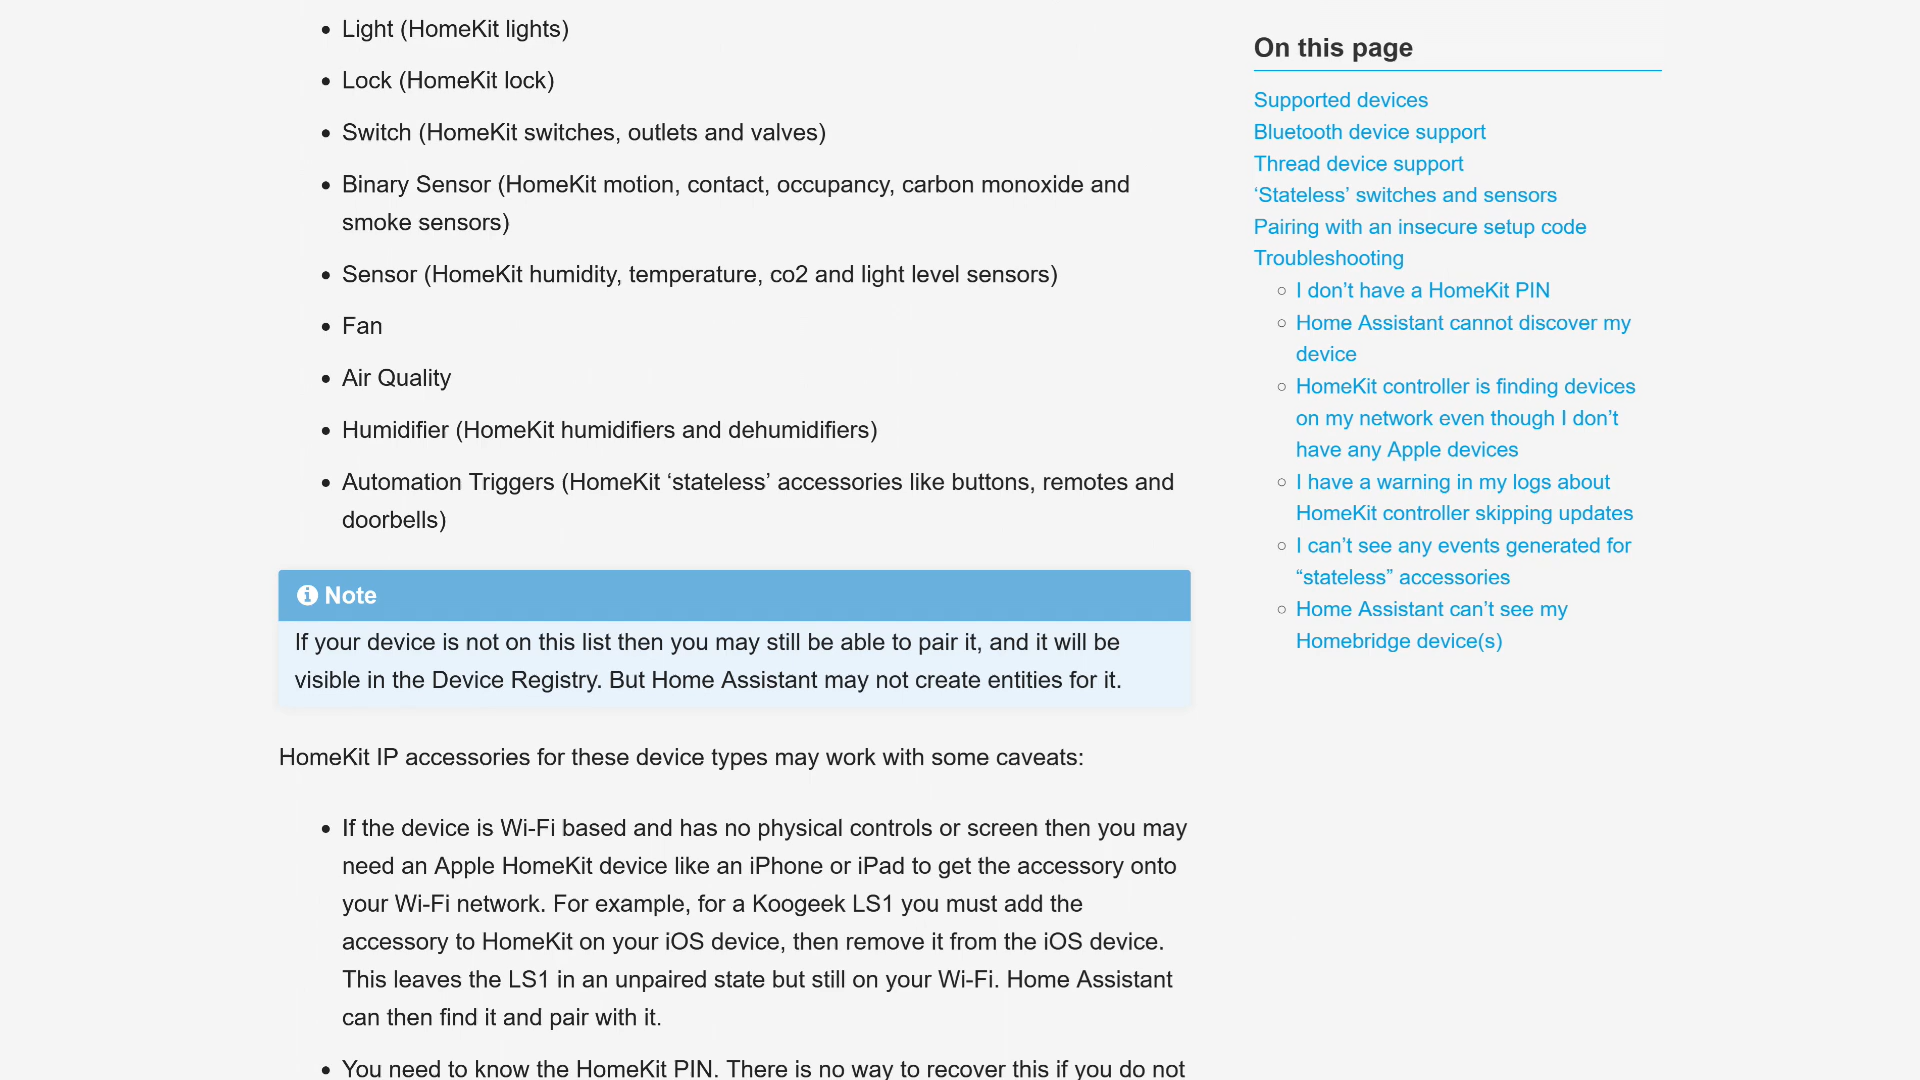 Light (HomeKit lights)
Lock (HomeKit lock)
Switch (HomeKit switches, outlets and valves)
Binary Sensor (HomeKit motion, contact, occupancy, carbon monoxide and
smoke sensors)
Sensor (HomeKit humidity, temperature, co2 and light level sensors)
Fan
Air Quality
Humidifier (HomeKit humidifiers and dehumidifiers)
Automation Triggers (HomeKit ‘stateless’ accessories like buttons, remotes and
doorbells)
Note
If your device is not on this list then you may still be able to pair it, and it will be
visible in the Device Registry. But Home Assistant may not create entities for it.
HomeKit IP accessories for these device types may work with some caveats:
If the device is Wi-Fi based and has no physical controls or screen then you may
need an Apple HomeKit device like an iPhone or iPad to get the accessory onto
your Wi-Fi network. For example, for a Koogeek LS1 you must add the
accessory to HomeKit on your iOS device, then remove it from the iOS device.
This leaves the LS1 in an unpaired state but still on your Wi-Fi. Home Assistant
can then find it and pair with it.
You need to know the HomeKit PIN. There is no way to recover this if you do not
On this page
Supported devices
Bluetooth device support
Thread device support
‘Stateless’ switches and sensors
Pairing with an insecure setup code
Troubleshooting
I don’t have a HomeKit PIN
Home Assistant cannot discover my
device
HomeKit controller is finding devices
on my network even though I don’t
have any Apple devices
I have a warning in my logs about
HomeKit controller skipping updates
I can’t see any events generated for
“stateless” accessories
Home Assistant can’t see my
Homebridge device(s)